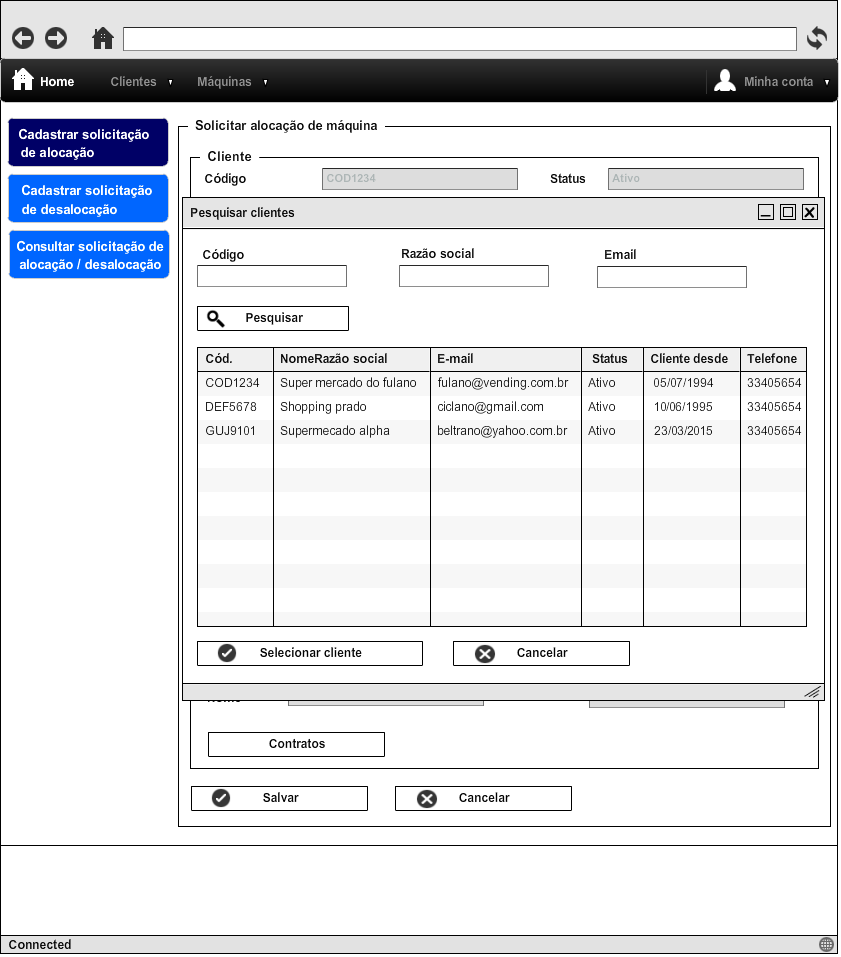 Home Clientes Máquinas Minha conta
Cadastrar solicitação
de alocação
Cadastrar solicitação
de desalocação
Consultar solicitação de
alocação / desalocação
Solicitar alocação de máquina
Cliente
Código COD1234 Status Ativo
Pesquisar clientes
Código Razão social Email
Pesquisar
Cód. NomeRazão social E-mail Status Cliente desde Telefone
COD1234 Super mercado do fulano fulano@vending.com.br Ativo 05/07/1994 33405654
DEF5678 Shopping prado ciclano@gmail.com Ativo 10/06/1995 33405654
GUJ9101 Supermecado alpha beltrano@yahoo.com.br Ativo 23/03/2015 33405654
Selecionar cliente Cancelar
Contratos
Salvar Cancelar
Connected